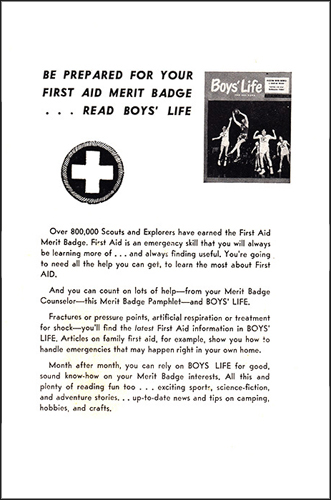 BE PREPARED FOR YOUR
FIRST AID MERIT BADGE
. . . READ BOYS' LIFE
Boys' Life
Over 800,000 Scouts and Explorers have earned the First Aid
Merit Badge. First Aid is an emergency skill that you will always
be learning more of . . . and always finding useful. You're going
to need all the help you can get, to learn the most about First
AID.
And you can count on lots of help—from your Merit Badge
Counselor—this Merit Badge Pamphlet—and BOYS' LIFE.
Fractures or pressure points, artificial respiration or treatment
for shock—you'll find the latest First Aid information in BOYS'
LIFE. Articles on family first aid, for example, show you how to
handle emergencies that may happen right in your own home.
Month after month, you can rely on BOYS LIFE for good,
sound know-how on your Merit Badge interests. All this and
plenty of reading fun too . . . exciting sports, science-fiction,
and adventure stories. . . up-to-date news and tips on camping,
hobbies, and crafts.